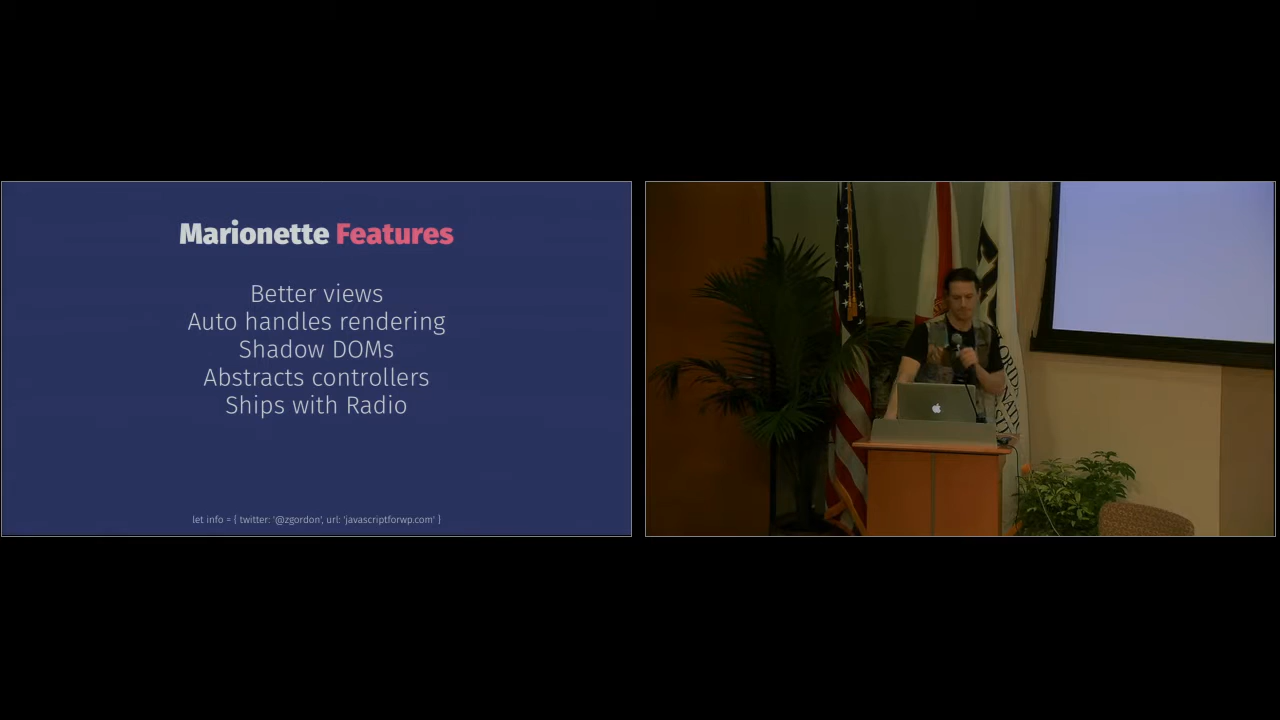 Marionette Features
Better views
Auto handles rendering
Shadow DOMs
Abstracts controllers
Ships with Radio
let info = { twitter: '@zgordon', url: 'javascriptforwp.com' }